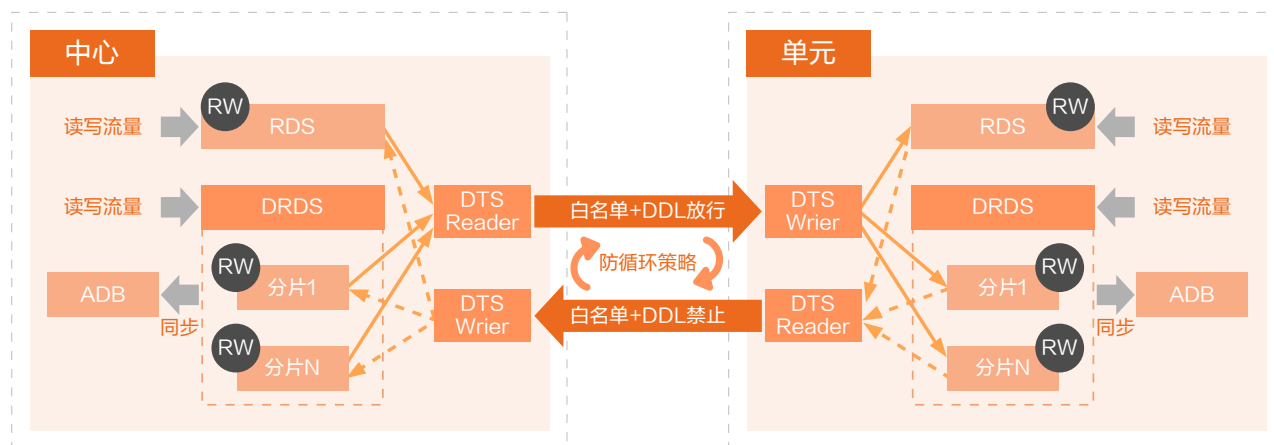 中心
单元
读写流量
RW
RDS
RDS
RW
读写流量
读写流量
DRDS
DTS
Reader
白名单+DDL放行
DTS
Wrier
DRDS
读写流量
防循环策略
ADB
同步
RW
分片1
DTS
Wrier
白名单+DDL禁止
DTS
Reader
分片1
RW
同步
ADB
RW
分片N
分片N
RW